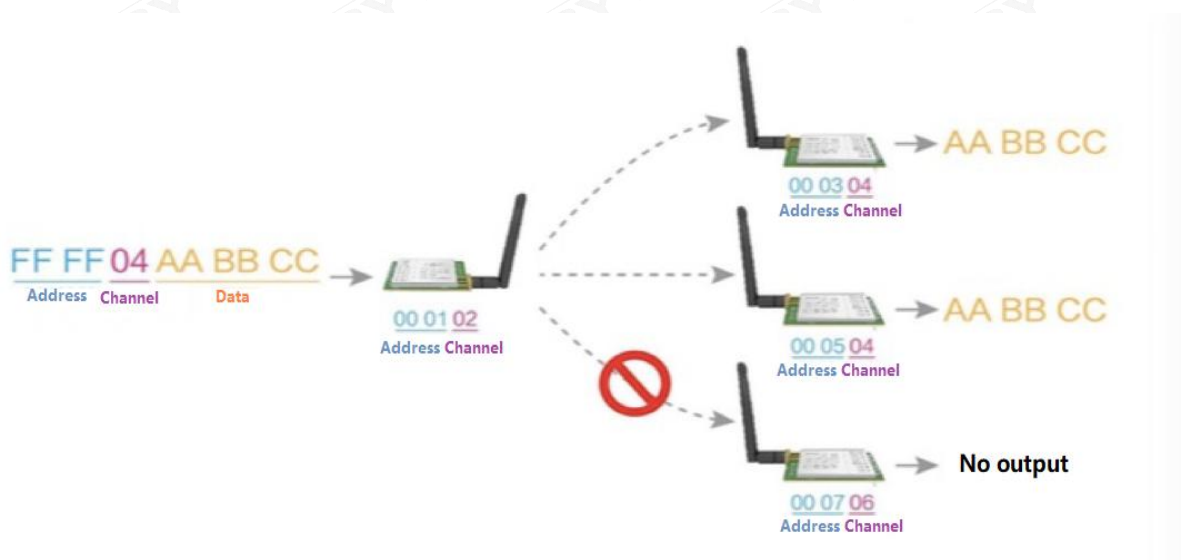 FF FF 04 AA BB CC
Address Channel Data
00 01 02
Address Channel
00 03 04
Address Channel
AA BB CC
00 05 04
Address Channel
AA BB CC
00 07 06
Address Channel
No output